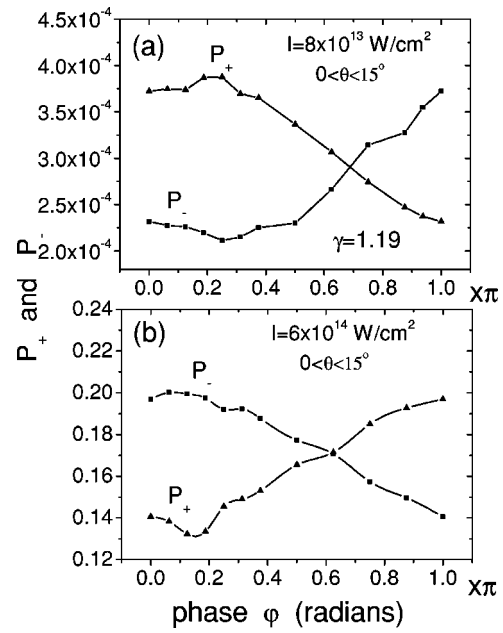 (a)
I=8x10¹³ W/cm²
0<θ<15°
P₊
P₋
γ=1.19
4.5x10⁻⁴
4.0x10⁻⁴
3.5x10⁻⁴
3.0x10⁻⁴
2.5x10⁻⁴
2.0x10⁻⁴
0.0 0.2 0.4 0.6 0.8 1.0 xπ
P₊ and P₋
(b)
I=6x10¹⁴ W/cm²
0<θ<15°
P₋
P₊
0.24
0.22
0.20
0.18
0.16
0.14
0.12
0.0 0.2 0.4 0.6 0.8 1.0 xπ
phase φ (radians)